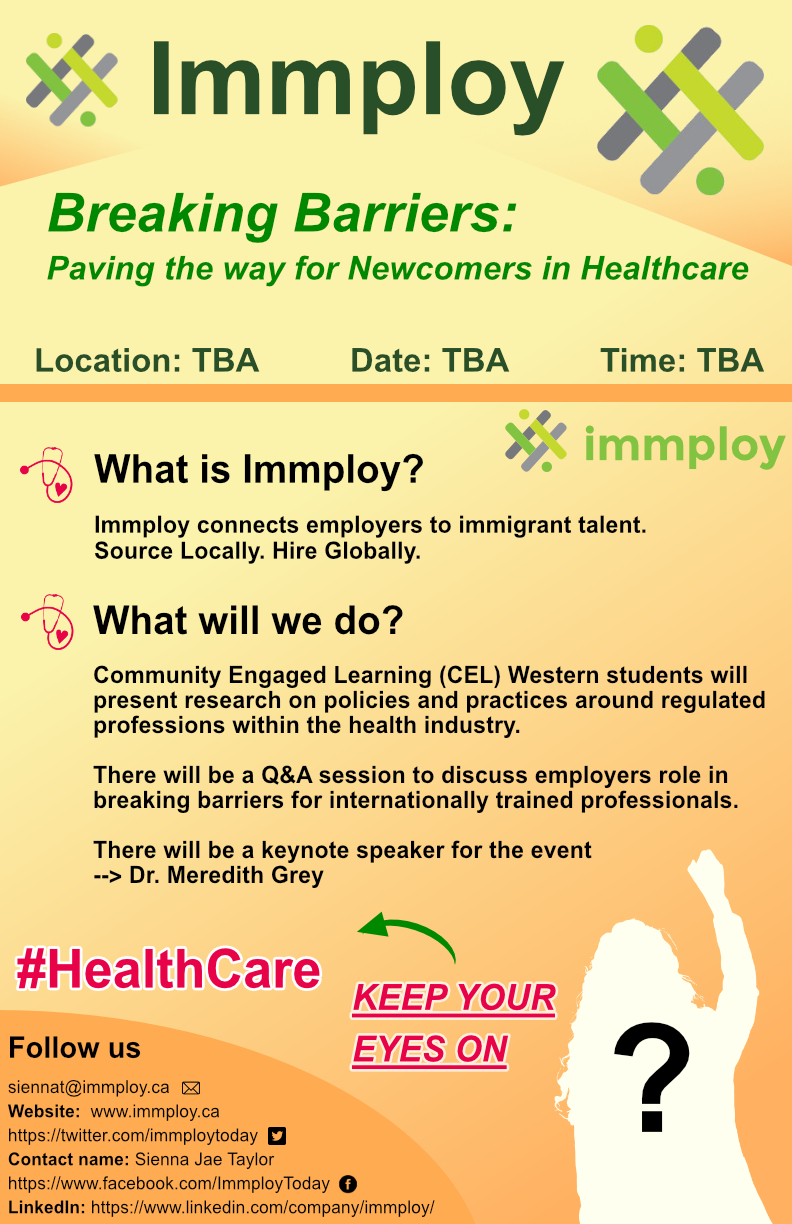 Immploy
Breaking Barriers:
Paving the way for Newcomers in Healthcare
Location: TBA Date: TBA Time: TBA
immploy
What is Immploy?
Immploy connects employers to immigrant talent.
Source Locally. Hire Globally.
What will we do?
Community Engaged Learning (CEL) Western students will
present research on policies and practices around regulated
professions within the health industry.
There will be a Q&A session to discuss employers role in
breaking barriers for internationally trained professionals.
There will be a keynote speaker for the event
--> Dr. Meredith Grey
#HealthCare
KEEP YOUR
EYES ON
?
Follow us
siennat@immploy.ca
Website: www.immploy.ca
https://twitter.com/immploytoday
Contact name: Sienna Jae Taylor
https://www.facebook.com/ImmployToday
LinkedIn: https://www.linkedin.com/company/immploy/